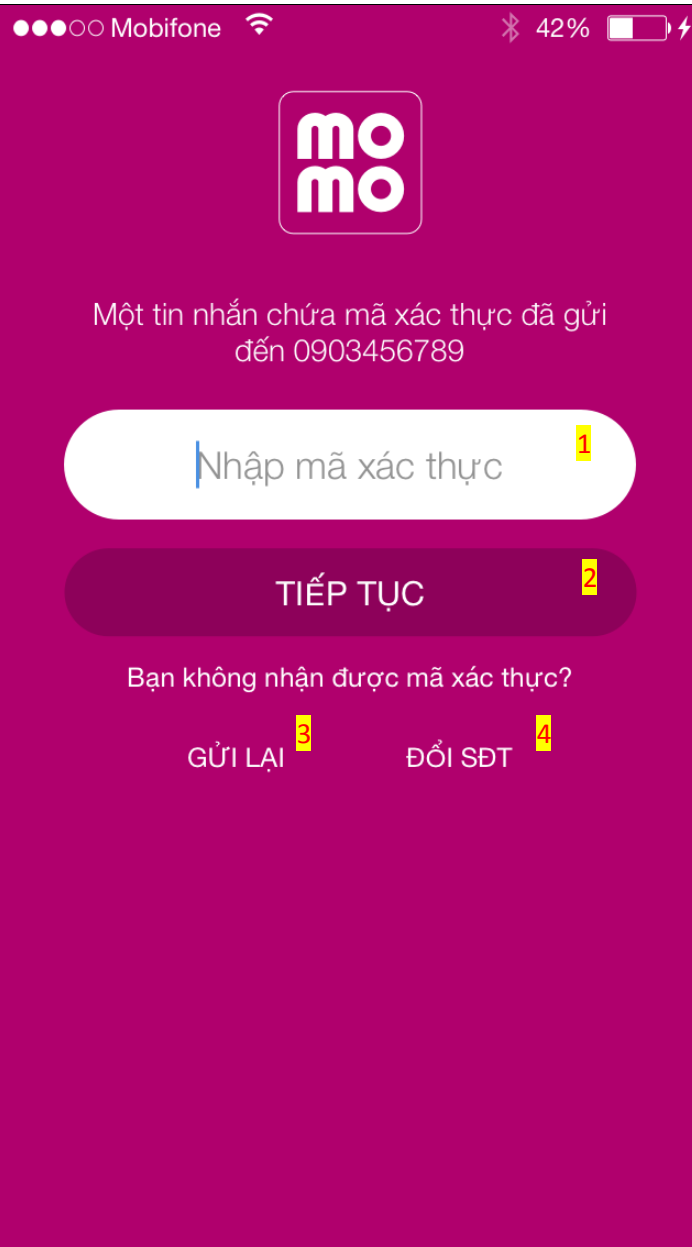 Mobifone 42%
mo
mo
Một tin nhắn chứa mã xác thực đã gửi
đến 0903456789
Nhập mã xác thực 1
TIẾP TỤC 2
Bạn không nhận được mã xác thực?
GỬI LẠI 3 ĐỔI SĐT 4